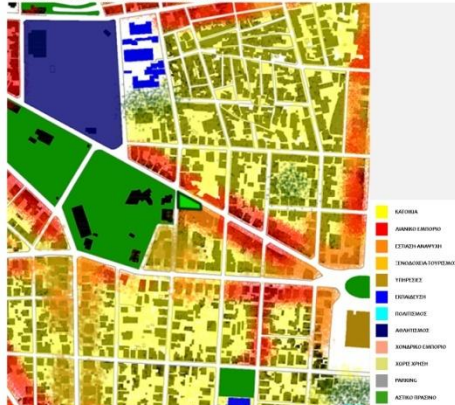 ΚΑΤΟΙΚΙΑ
ΛΙΑΝΙΚΟ ΕΜΠΟΡΙΟ
ΕΣΤΙΑΣΗ-ΑΝΑΨΥΧΗ
ΞΕΝΟΔΟΧΕΙΑ-ΤΟΥΡΙΣΜΟΣ
ΥΠΗΡΕΣΙΕΣ
ΕΚΠΑΙΔΕΥΣΗ
ΠΟΛΙΤΙΣΜΟΣ
ΑΘΛΗΤΙΣΜΟΣ
ΧΟΝΔΡΙΚΟ ΕΜΠΟΡΙΟ
ΧΩΡΙΣ ΧΡΗΣΗ
PARKING
ΑΣΤΙΚΟ ΠΡΑΣΙΝΟ